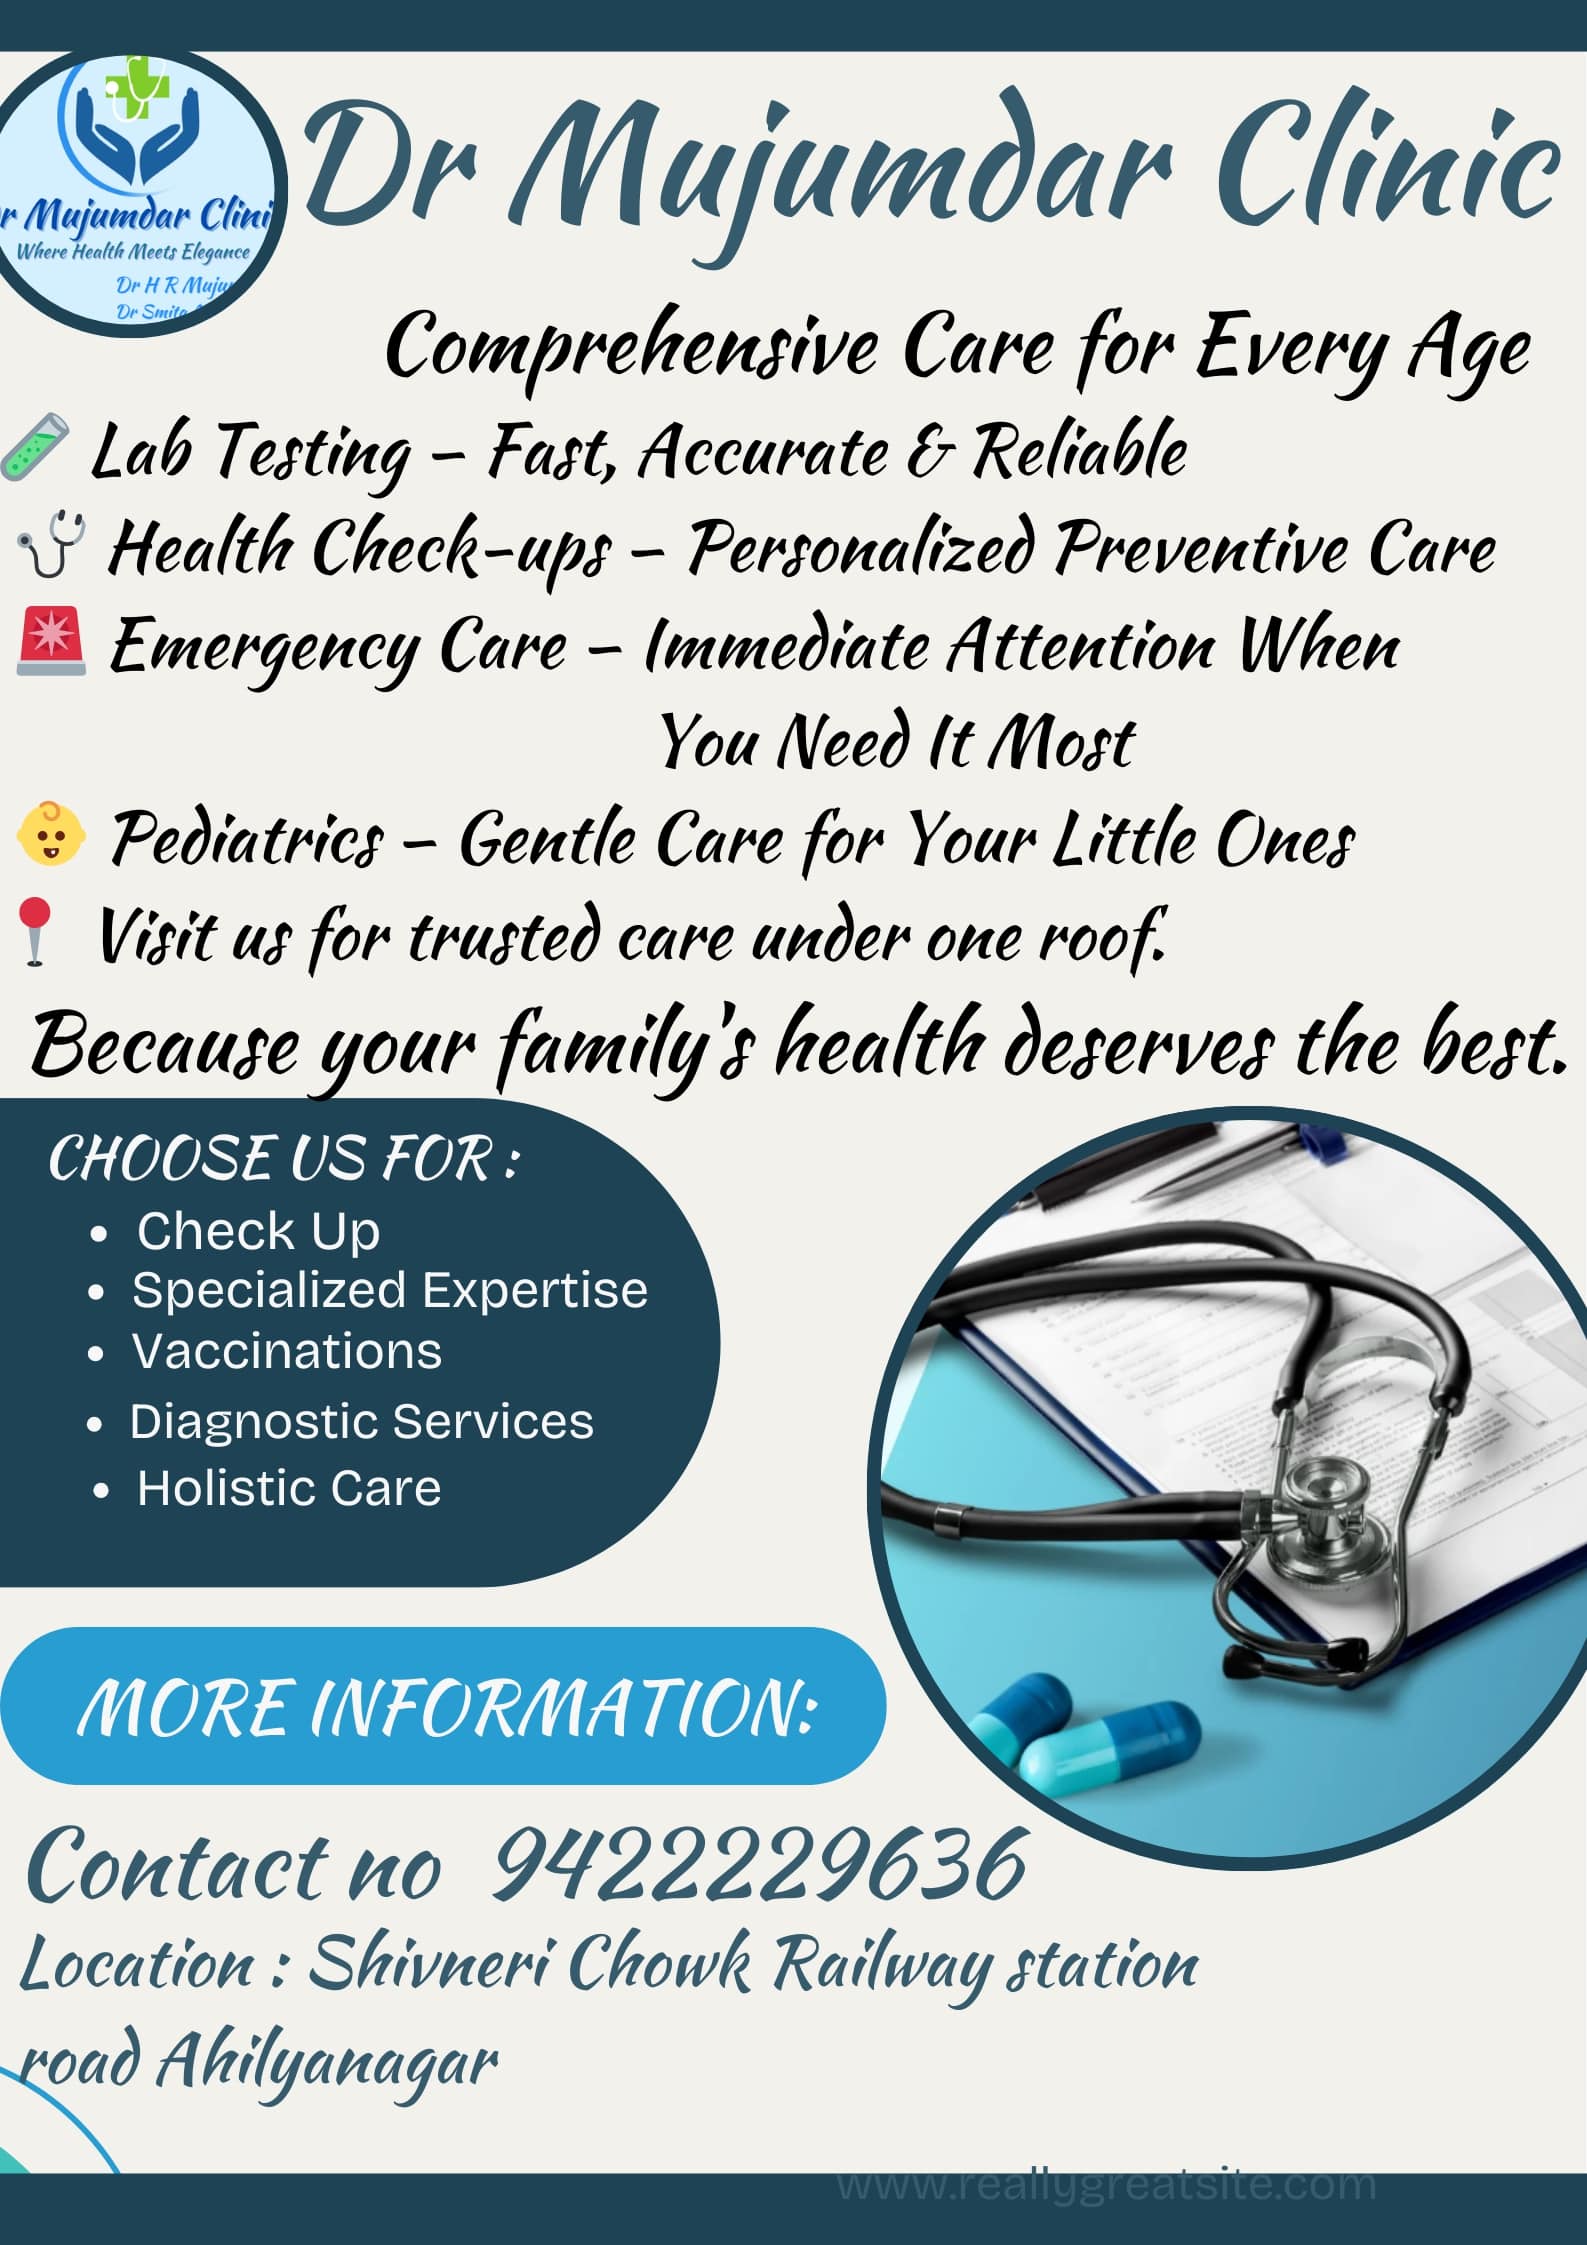 Mujumdar
Where Health Meets Elegance
Dr H R
Dr
Dr Mujumdar Clinic
Comprehensive Care for Every Age
Lab Testing – Fast, Accurate & Reliable
Health Check-ups – Personalized Preventive Care
Emergency Care – Immediate Attention When
You Need It Most
Pediatrics – Gentle Care for Your Little Ones
Visit us for trusted care under one roof.
Because your family's health deserves the best.
CHOOSE US FOR :
• Check Up
• Specialized Expertise
• Vaccinations
• Diagnostic Services
• Holistic Care
MORE INFORMATION:
Contact no 9422229636
Location : Shivneri Chowk Railway station
road Ahilyanagar
www.reallygreatsite.com